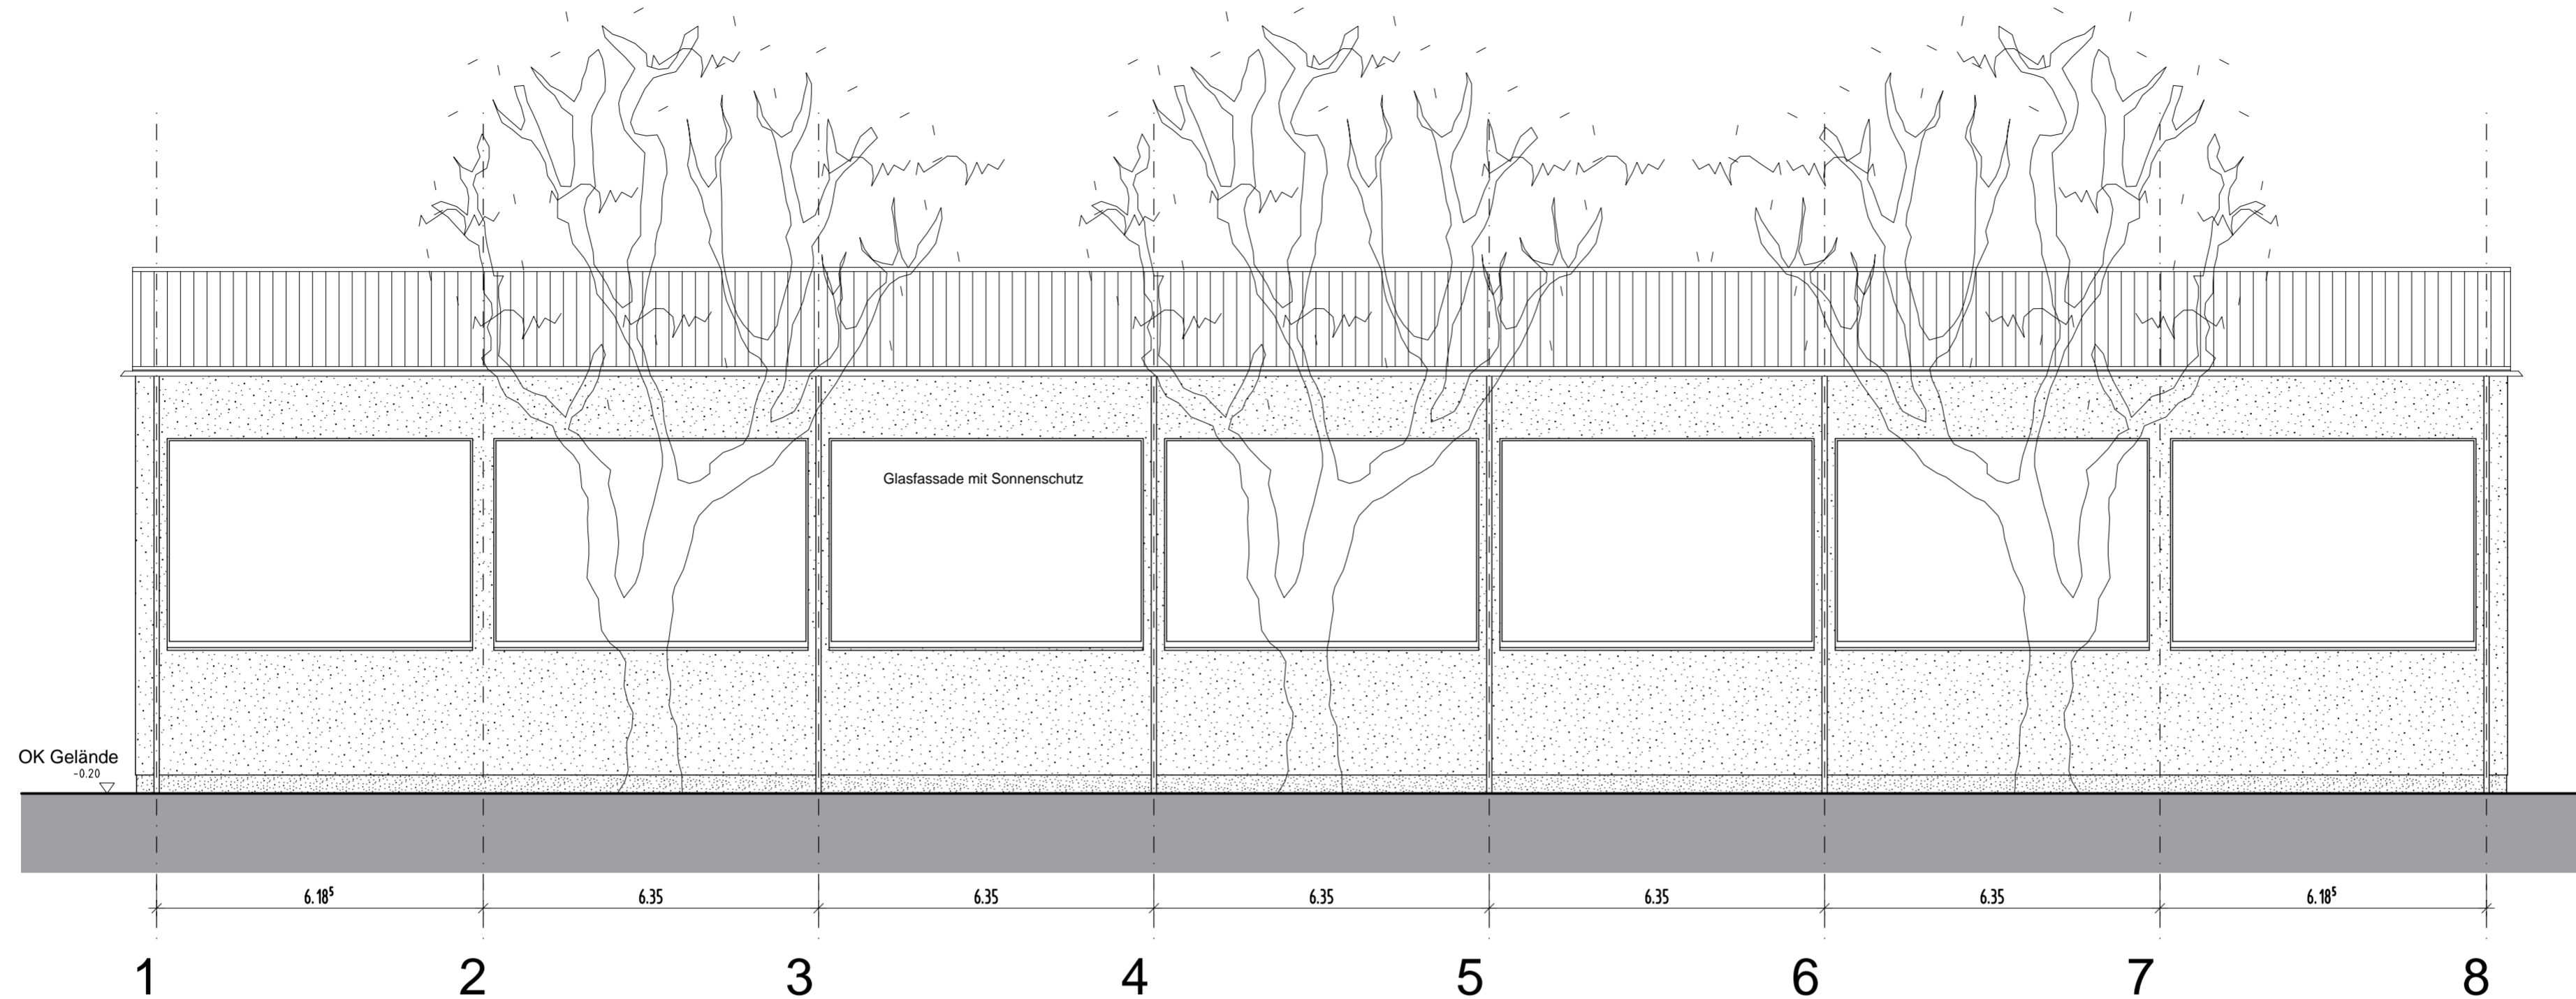 Glasfassade mit Sonnenschutz
OK Gelände
-0.20
6.18⁵ 6.35 6.35 6.35 6.35 6.35 6.18⁵
1 2 3 4 5 6 7 8